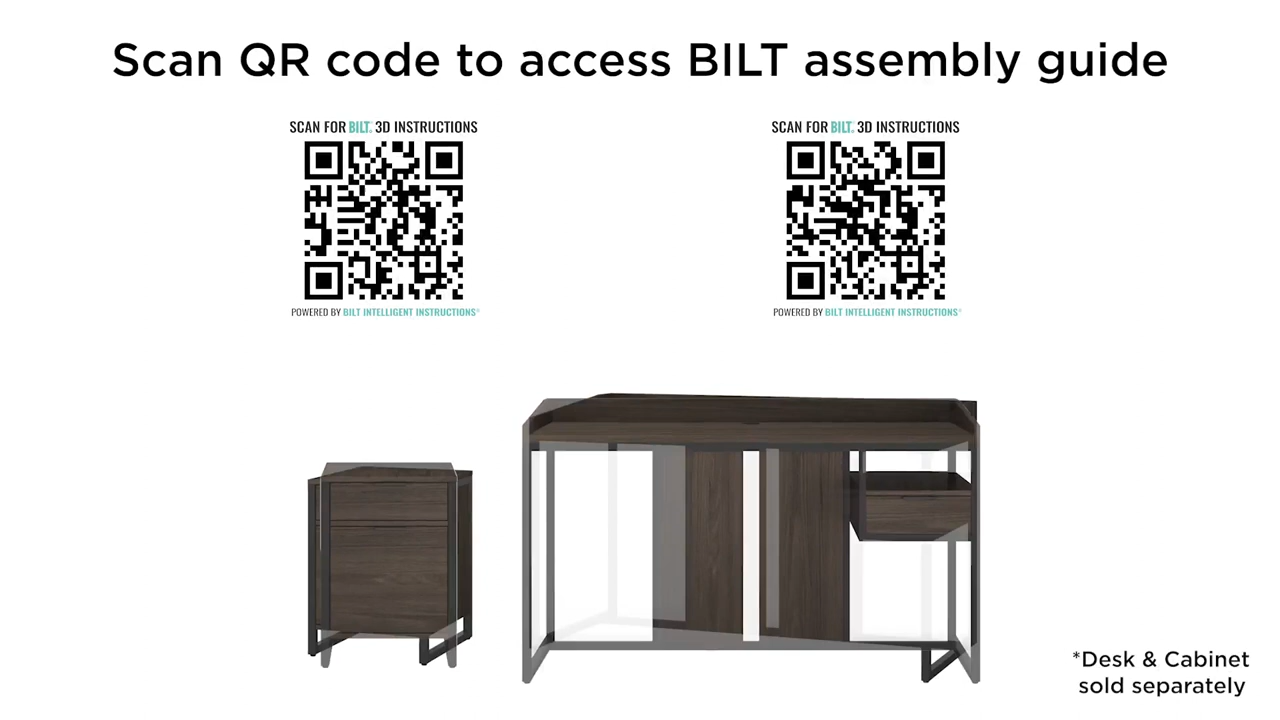 Scan QR code to access BILT assembly guide
SCAN FOR BILT. 3D INSTRUCTIONS
SCAN FOR BILT. 3D INSTRUCTIONS
POWERED BY BILT INTELLIGENT INSTRUCTIONS®
POWERED BY BILT INTELLIGENT INSTRUCTIONS®
*Desk & Cabinet
sold separately